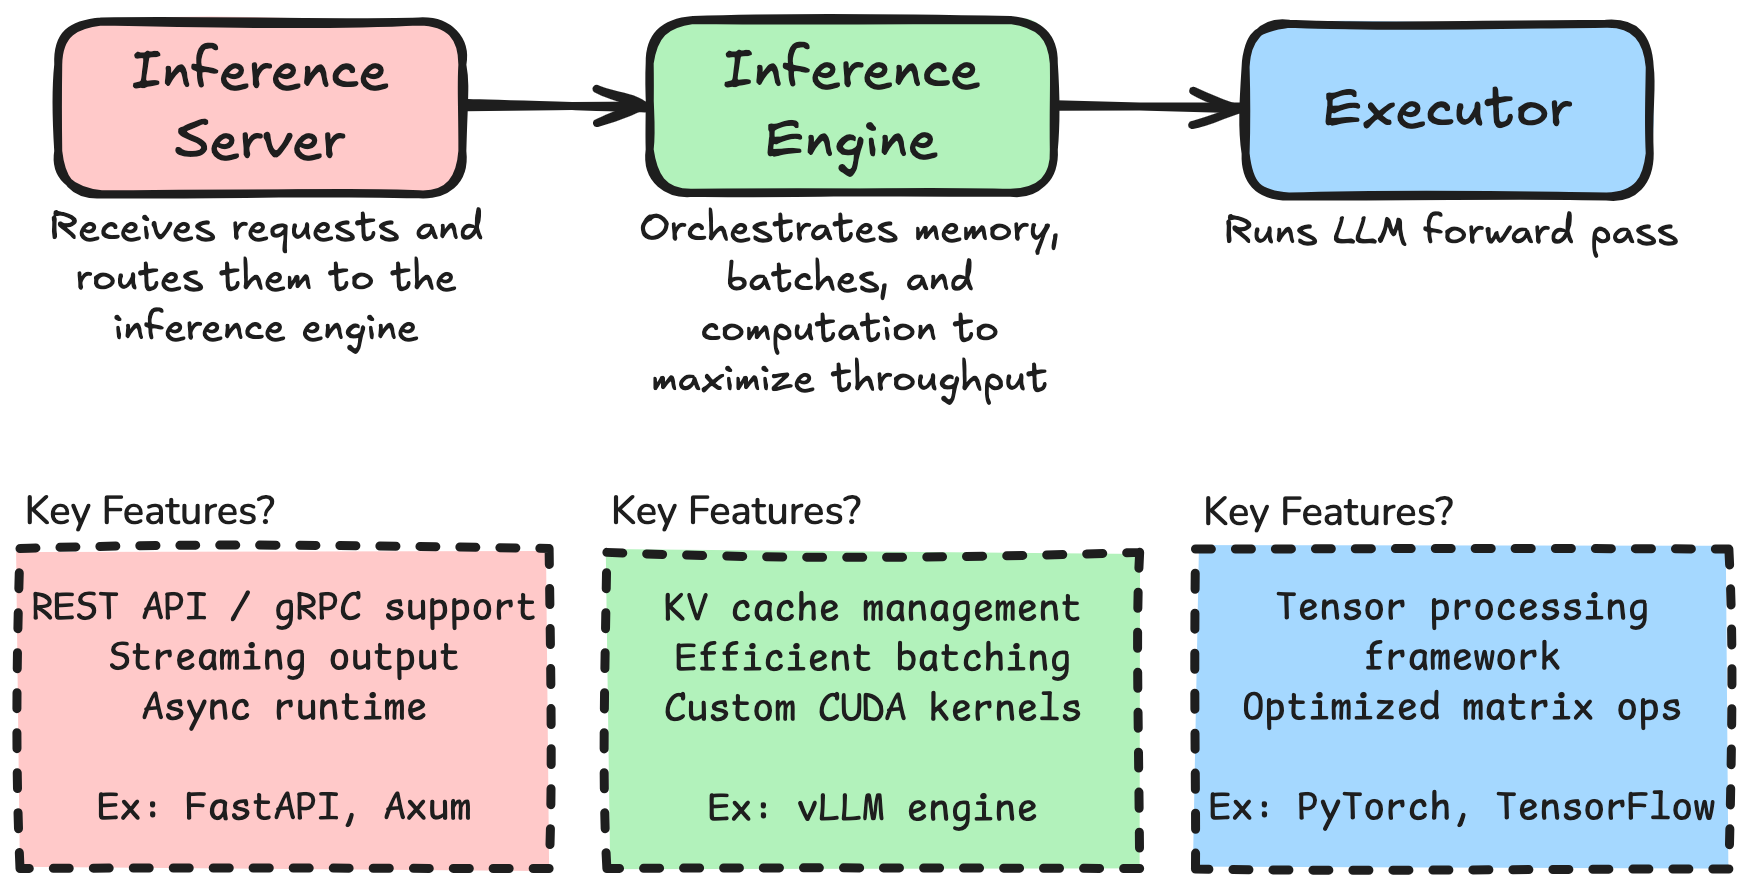 Inference
Server
Inference
Engine
Executor
Receives requests and
routes them to the
inference engine
Orchestrates memory,
batches, and
computation to
maximize throughput
Runs LLM forward pass
Key Features?
REST API / gRPC support
Streaming output
Async runtime
Ex: FastAPI, Axum
Key Features?
KV cache management
Efficient batching
Custom CUDA kernels
Ex: vLLM engine
Key Features?
Tensor processing
framework
Optimized matrix ops
Ex: PyTorch, TensorFlow